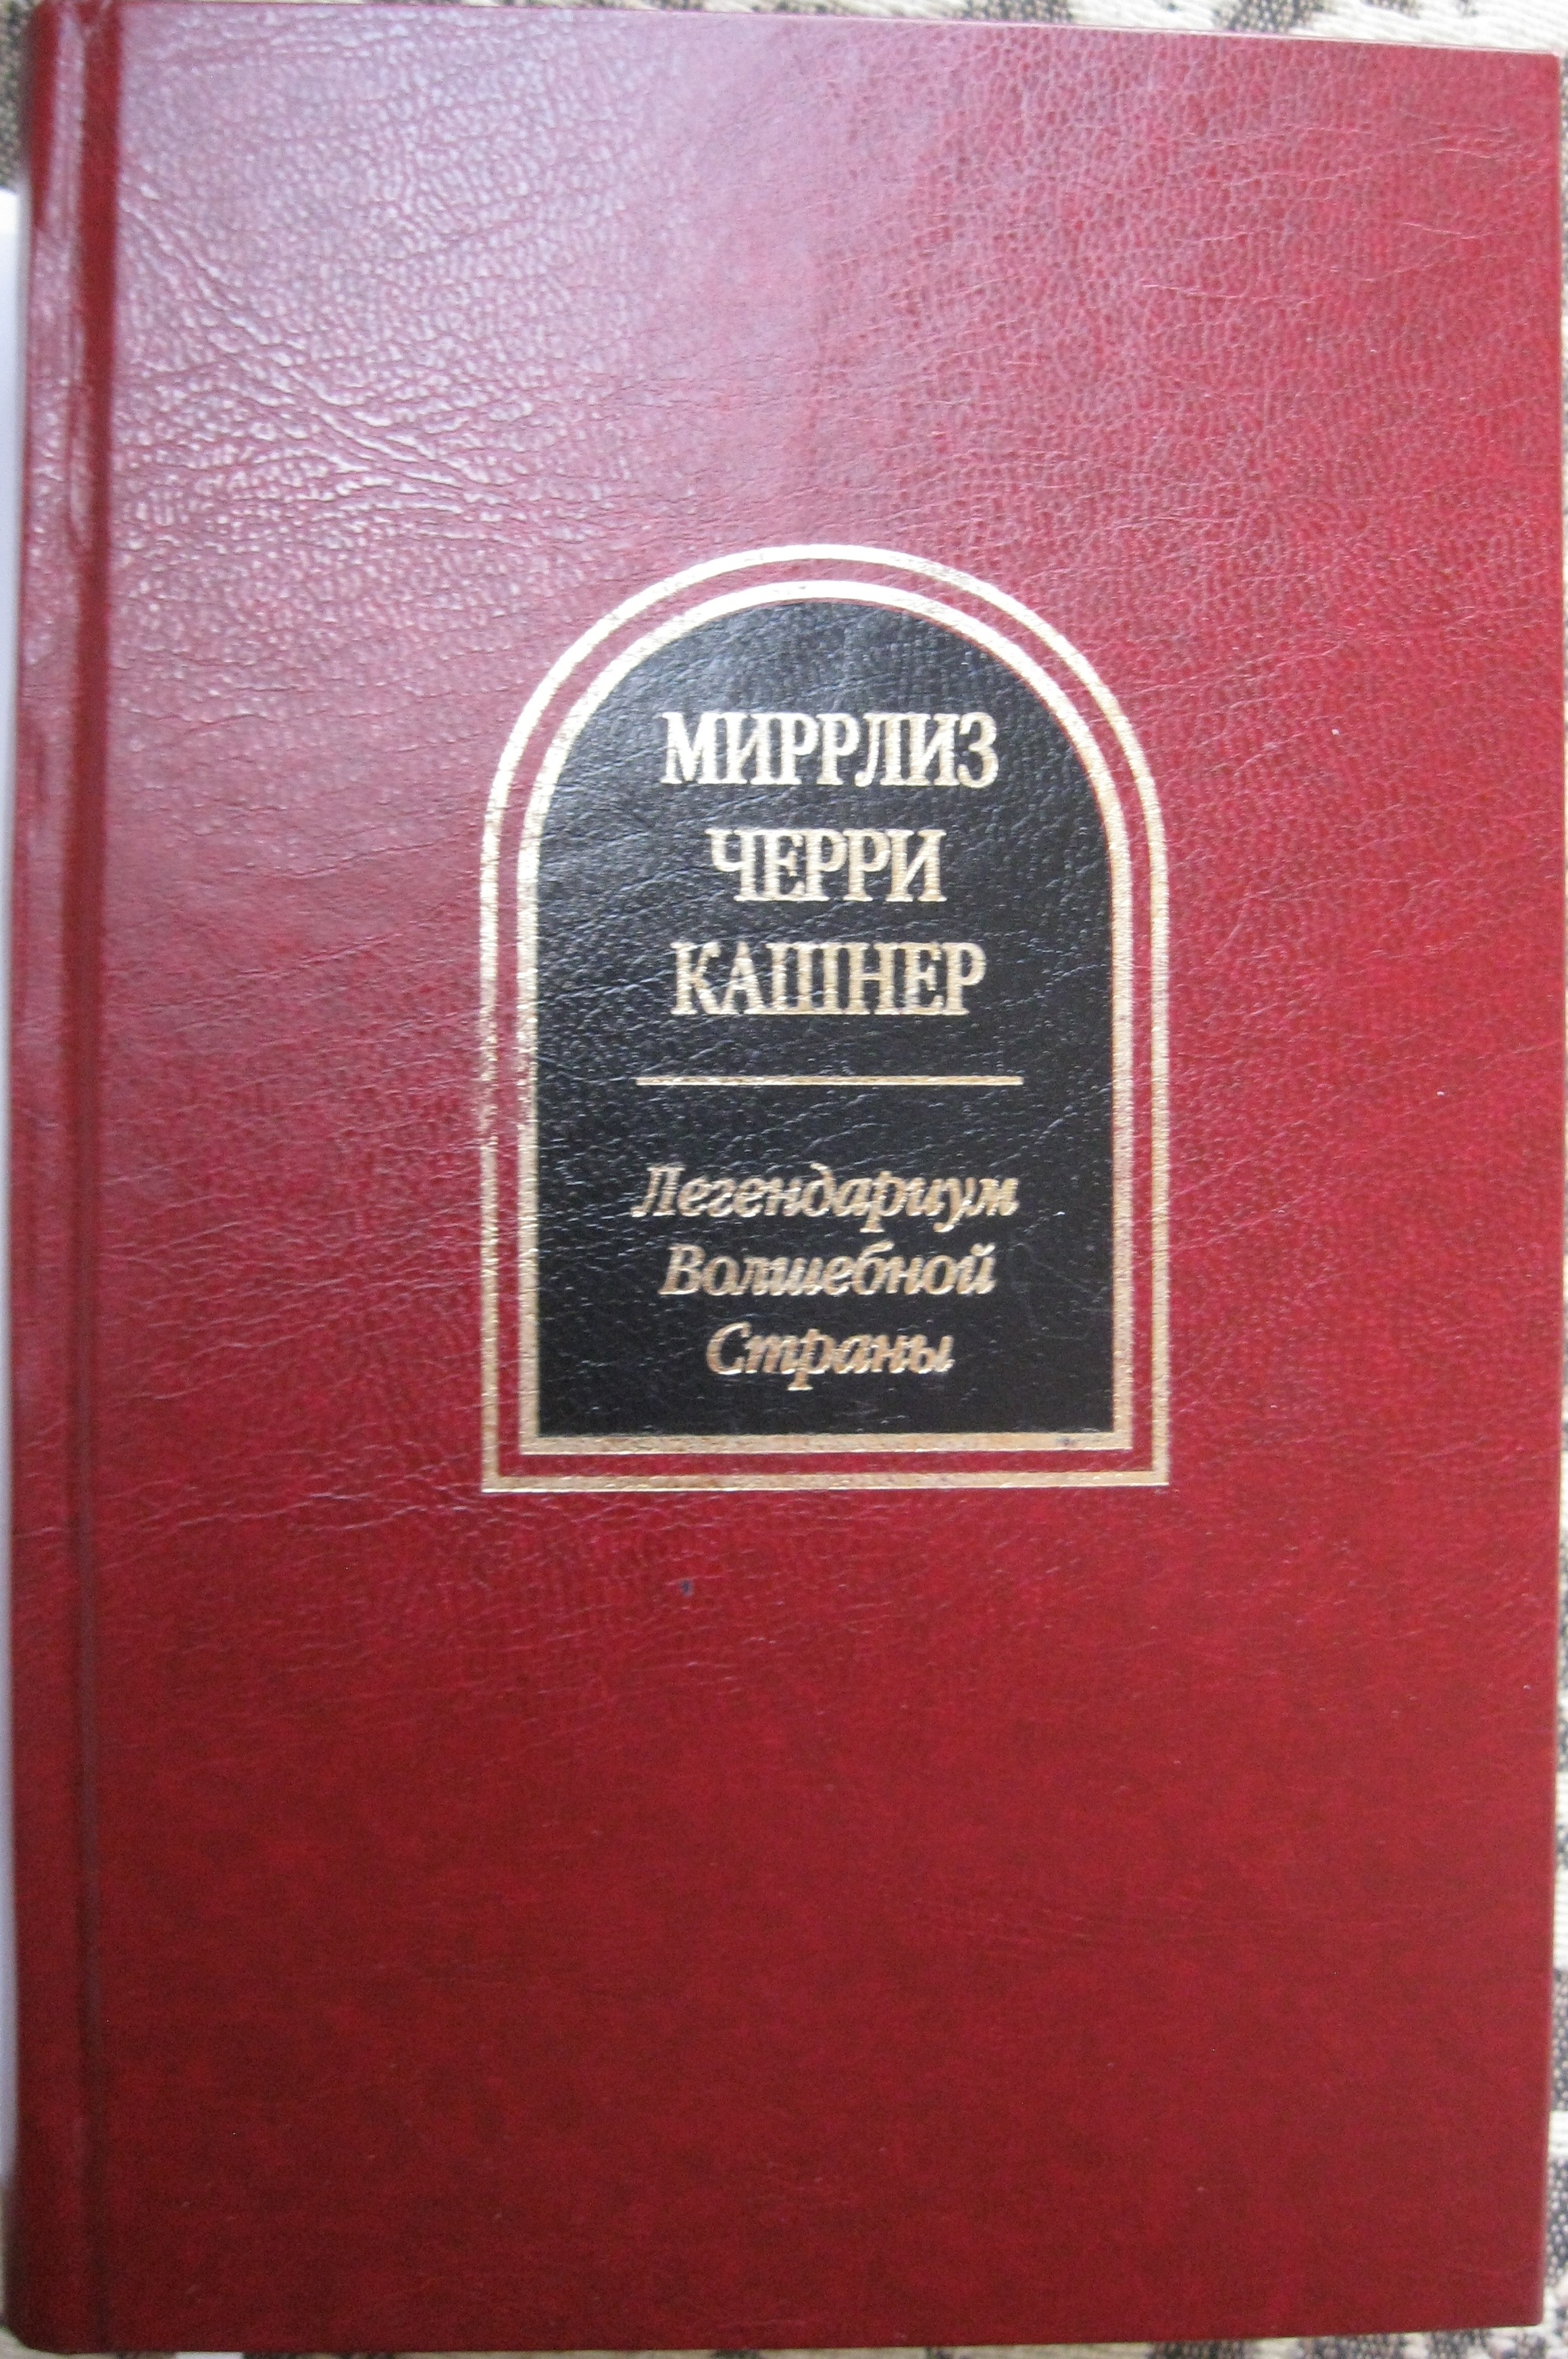 МИРРЛИЗ
ЧЕРРИ
КАШНЕР
Легендариум
Волшебной
Страны